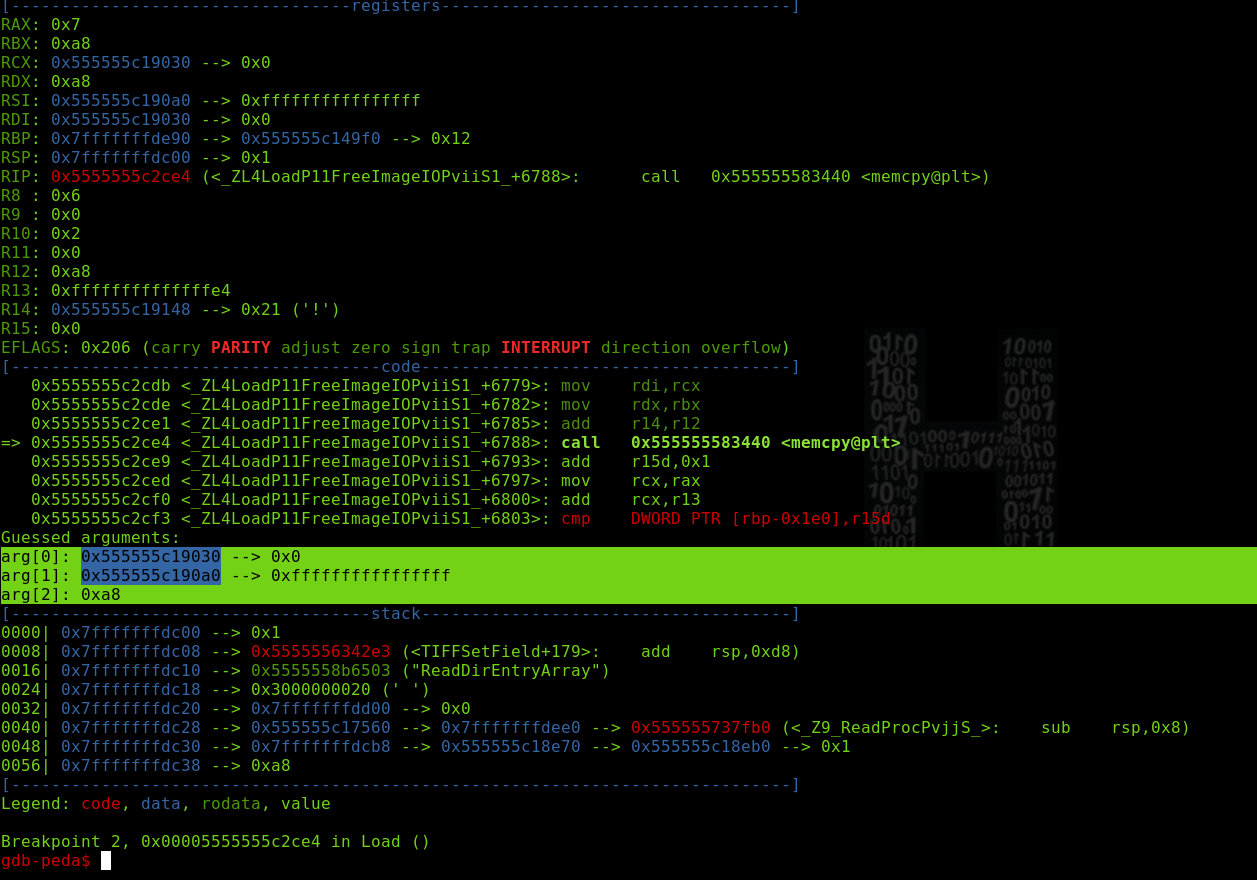 [----------------------------------registers-----------------------------------]
RAX: 0x7
RBX: 0xa8
RCX: 0x555555c19030 --> 0x0
RDX: 0xa8
RSI: 0x555555c190a0 --> 0xffffffffffffffff
RDI: 0x555555c19030 --> 0x0
RBP: 0x7fffffffde90 --> 0x555555c149f0 --> 0x12
RSP: 0x7fffffffdc00 --> 0x1
RIP: 0x5555555c2ce4 (<_ZL4LoadP11FreeImageIOPviiS1_+6788>:      call   0x555555583440 <memcpy@plt>)
R8 : 0x6
R9 : 0x0
R10: 0x2
R11: 0x0
R12: 0xa8
R13: 0xffffffffffffffe4
R14: 0x555555c19148 --> 0x21 ('!')
R15: 0x0
EFLAGS: 0x206 (carry PARITY adjust zero sign trap INTERRUPT direction overflow)
[-------------------------------------code-------------------------------------]
   0x5555555c2cdb <_ZL4LoadP11FreeImageIOPviiS1_+6779>: mov    rdi,rcx
   0x5555555c2cde <_ZL4LoadP11FreeImageIOPviiS1_+6782>: mov    rdx,rbx
   0x5555555c2ce1 <_ZL4LoadP11FreeImageIOPviiS1_+6785>: add    r14,r12
=> 0x5555555c2ce4 <_ZL4LoadP11FreeImageIOPviiS1_+6788>: call   0x555555583440 <memcpy@plt>
   0x5555555c2ce9 <_ZL4LoadP11FreeImageIOPviiS1_+6793>: add    r15d,0x1
   0x5555555c2ced <_ZL4LoadP11FreeImageIOPviiS1_+6797>: mov    rcx,rax
   0x5555555c2cf0 <_ZL4LoadP11FreeImageIOPviiS1_+6800>: add    rcx,r13
   0x5555555c2cf3 <_ZL4LoadP11FreeImageIOPviiS1_+6803>: cmp    DWORD PTR [rbp-0x1e0],r15d
Guessed arguments:
arg[0]: 0x555555c19030 --> 0x0
arg[1]: 0x555555c190a0 --> 0xffffffffffffffff
arg[2]: 0xa8
[------------------------------------stack-------------------------------------]
0000| 0x7fffffffdc00 --> 0x1
0008| 0x7fffffffdc08 --> 0x5555556342e3 (<TIFFSetField+179>:    add    rsp,0xd8)
0016| 0x7fffffffdc10 --> 0x5555558b6503 ("ReadDirEntryArray")
0024| 0x7fffffffdc18 --> 0x3000000020 (' ')
0032| 0x7fffffffdc20 --> 0x7fffffffdd00 --> 0x0
0040| 0x7fffffffdc28 --> 0x555555c17560 --> 0x7fffffffdee0 --> 0x555555737fb0 (<_Z9_ReadProcPvjjS_>:    sub    rsp,0x8)
0048| 0x7fffffffdc30 --> 0x7fffffffdcb8 --> 0x555555c18e70 --> 0x555555c18eb0 --> 0x1
0056| 0x7fffffffdc38 --> 0xa8
[------------------------------------------------------------------------------]
Legend: code, data, rodata, value

Breakpoint 2, 0x00005555555c2ce4 in Load ()
gdb-peda$